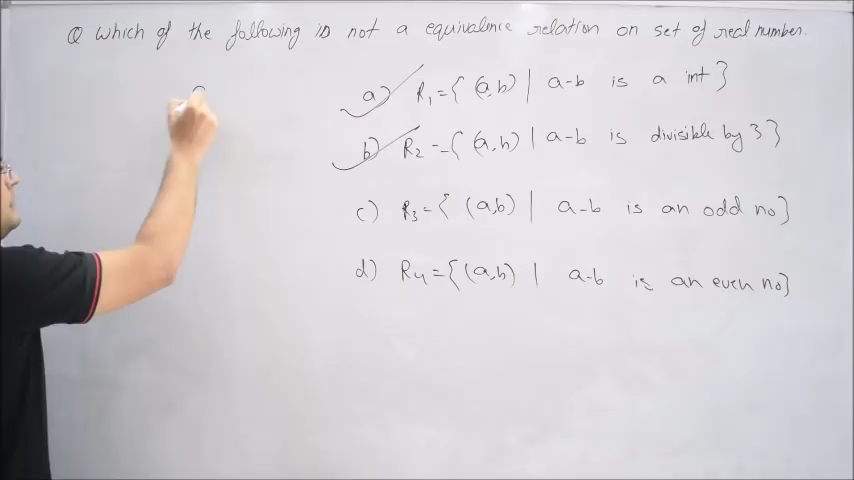 Q which of the following is not a equivalence relation on set of real number.
a) R1 = { (a,b) | a-b is a int }
b) R2 = { (a,b) | a-b is divisible by 3 }
c) R3 = { (a,b) | a-b is an odd no }
d) R4 = { (a,b) | a-b is an even no }